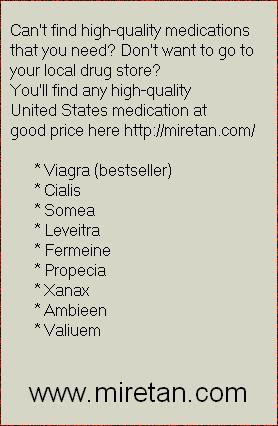 Can't find high-quality medications
that you need? Don't want to go to
your local drug store?
You'll find any high-quality
United States medication at
good price here http://miretan.com/
* Viagra (bestseller)
* Cialis
* Somea
* Leveitra
* Fermeine
* Propecia
* Xanax
* Ambieen
* Valiuem
www.miretan.com